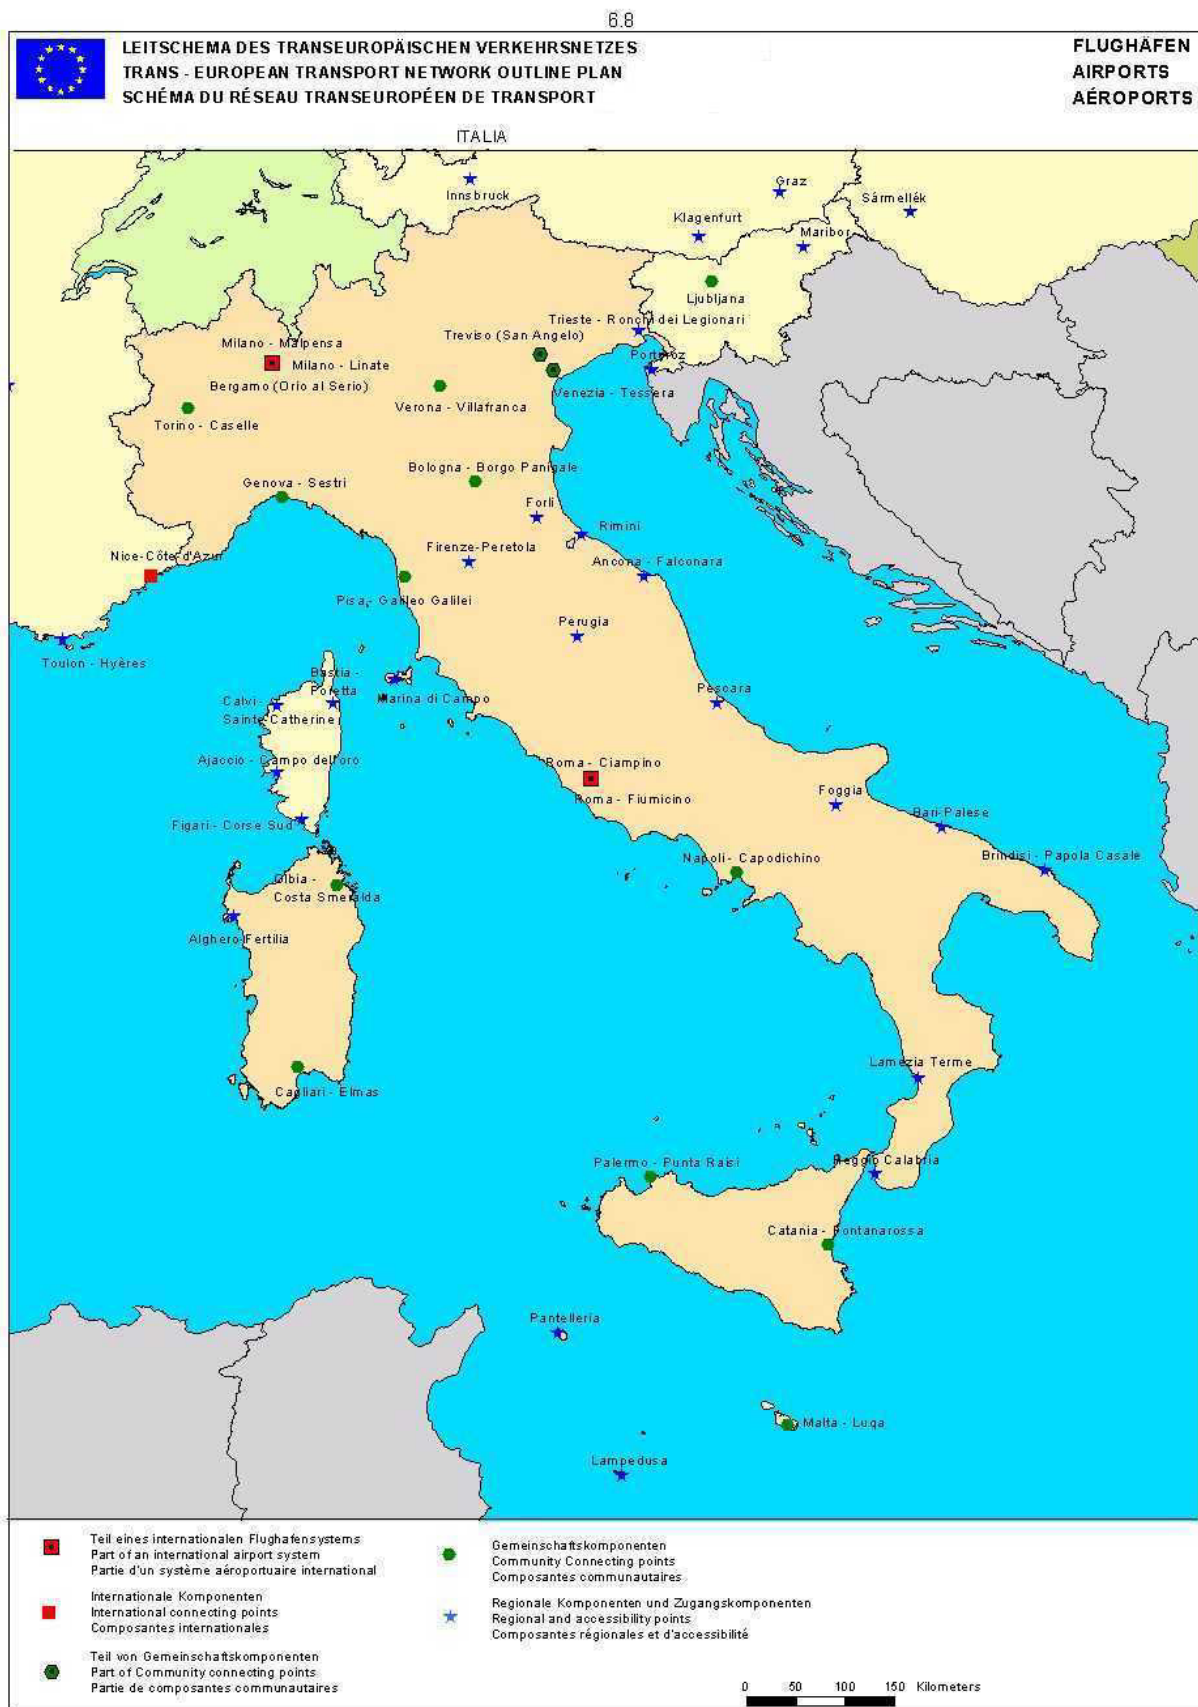 6.8
LEITSCHEMA DES TRANSEUROPÄISCHEN VERKEHRSNETZES
TRANS - EUROPEAN TRANSPORT NETWORK OUTLINE PLAN
SCHÉMA DU RÉSEAU TRANSEUROPÉEN DE TRANSPORT
FLUGHÄFEN
AIRPORTS
AÉROPORTS
ITALIA
Innsbruck
Graz
Sármellék
Klagenfurt
Maribor
Ljubljana
Trieste - Ronchi dei Legionari
Treviso (San Angelo)
Milano - Malpensa
Portoroz
Milano - Linate
Bergamo (Orio al Serio)
Venezia - Tessera
Verona - Villafranca
Torino - Caselle
Bologna - Borgo Panigale
Genova - Sestri
Forli
Rimini
Firenze-Peretola
Nice-Côte d'Azur
Ancona - Falconara
Pisa - Galileo Galilei
Perugia
Toulon - Hyères
Bastia -
Poretta
Marina di Campo
Pescara
Calvi -
Sainte Catherine
Ajaccio - Campo dell'oro
Roma - Ciampino
Roma - Fiumicino
Foggia
Figari - Corse Sud
Bari-Palese
Napoli - Capodichino
Brindisi - Papola Casale
Olbia -
Costa Smeralda
Alghero-Fertilia
Lamezia Terme
Cagliari - Elmas
Palermo - Punta Raisi
Reggio Calabria
Catania - Fontanarossa
Pantelleria
Malta - Luqa
Lampedusa
Teil eines internationalen Flughafensystems
Part of an international airport system
Partie d'un système aéroportuaire international
Internationale Komponenten
International connecting points
Composantes internationales
Teil von Gemeinschaftskomponenten
Part of Community connecting points
Partie de composantes communautaires
Gemeinschaftskomponenten
Community Connecting points
Composantes communautaires
Regionale Komponenten und Zugangskomponenten
Regional and accessibility points
Composantes régionales et d'accessibilité
0 50 100 150 Kilometers